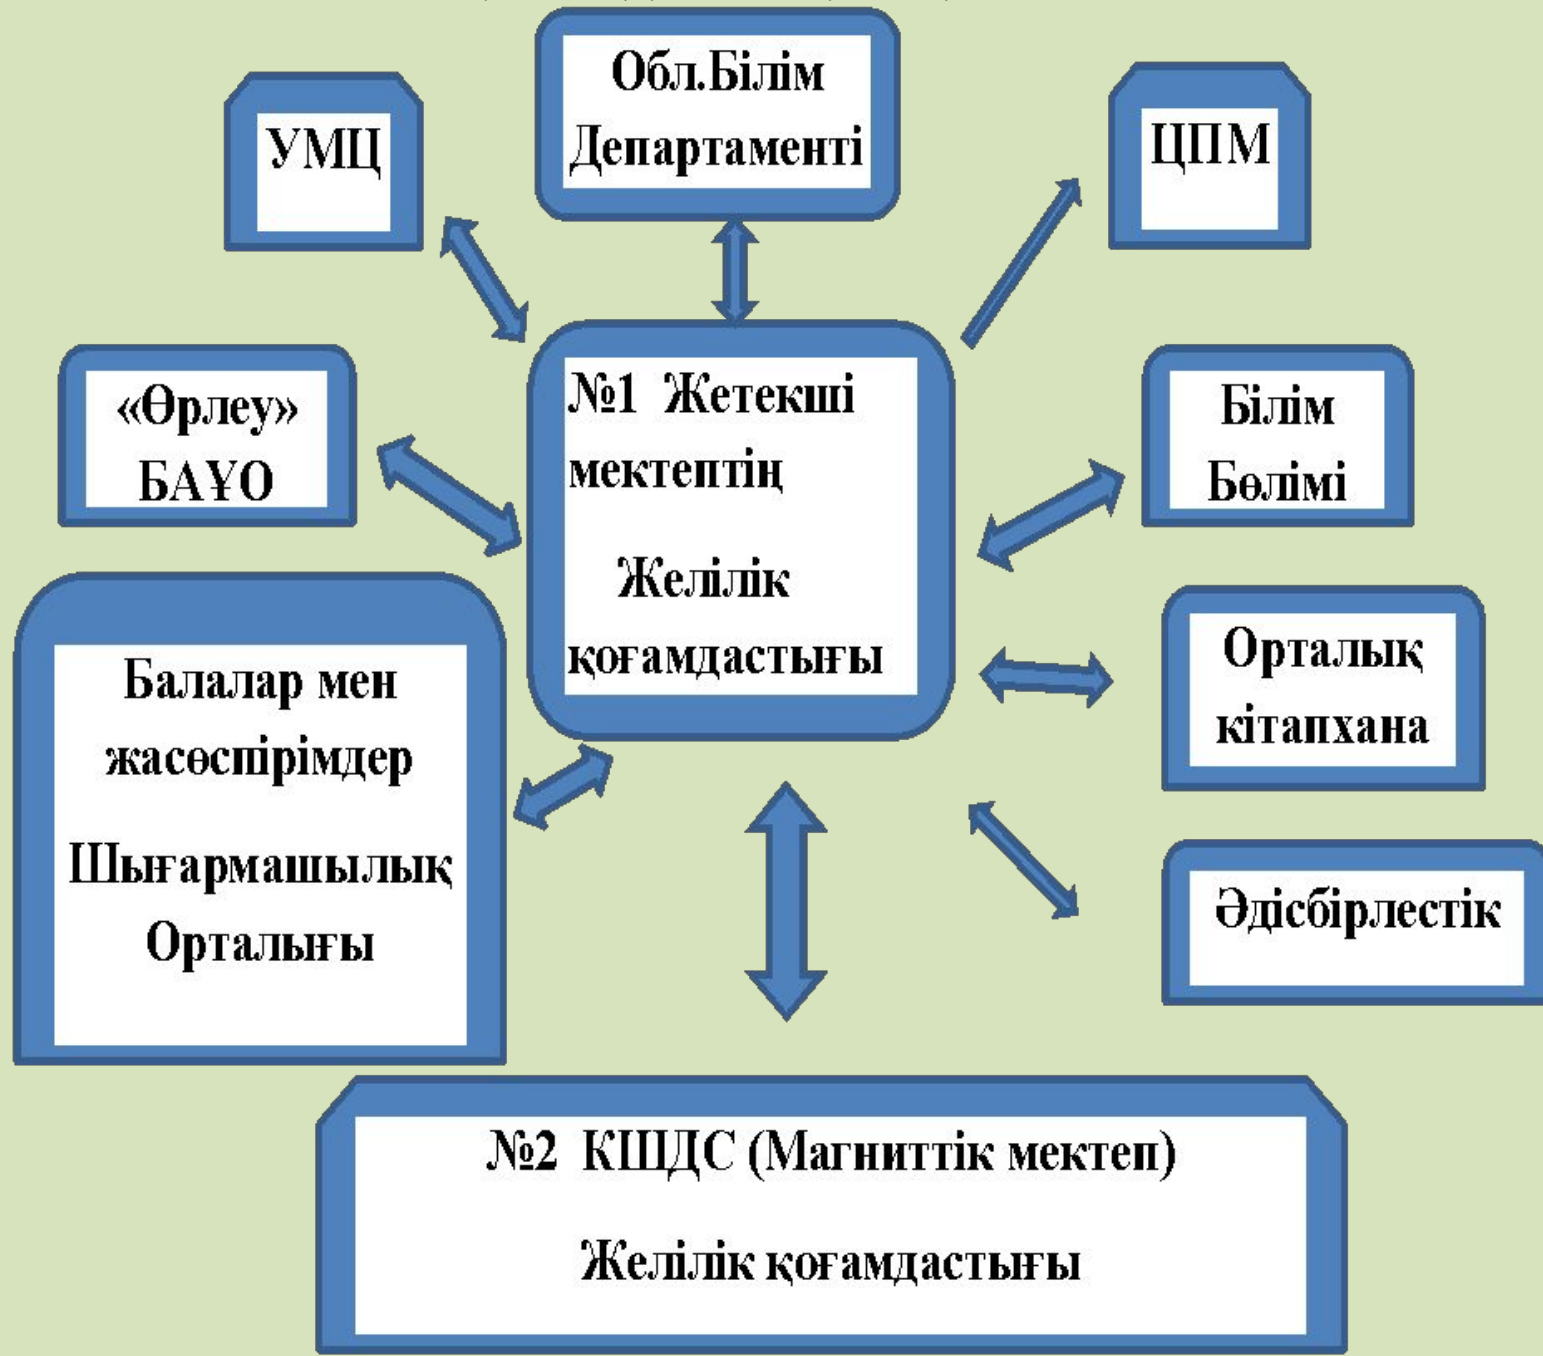 Обл.Білім
Департаменті
УМЦ
ЦПМ
№1 Жетекші
мектептің
Желілік
қоғамдастығы
«Өрлеу»
БАҰО
Білім
Бөлімі
Балалар мен
жасөспірімдер
Шығармашылық
Орталығы
Орталық
кітапхана
Әдісбірлестік
№2 КШДС (Магниттік мектеп)
Желілік қоғамдастығы